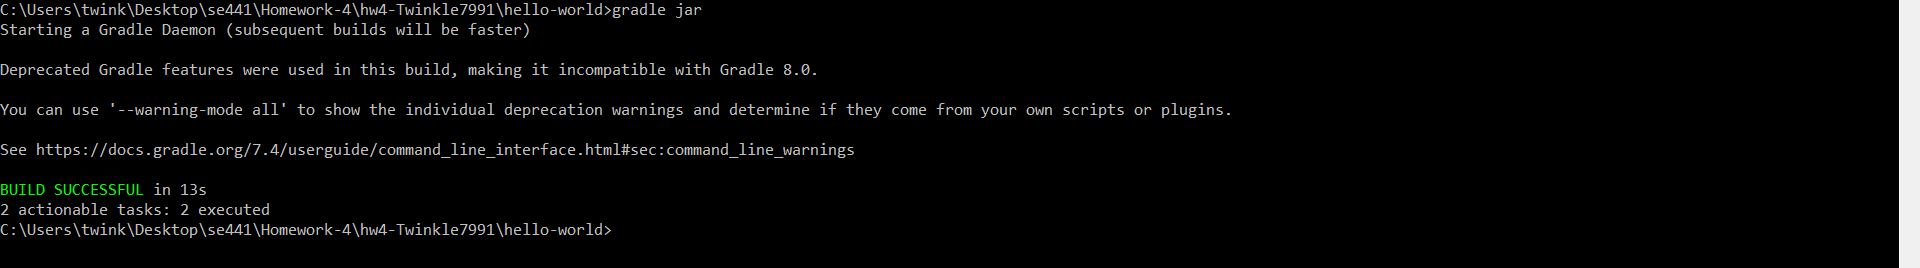 C:\Users\twink\Desktop\se441\Homework-4\hw4-Twinkle7991\hello-world>gradle jar
Starting a Gradle Daemon (subsequent builds will be faster)
Deprecated Gradle features were used in this build, making it incompatible with Gradle 8.0.
You can use '--warning-mode all' to show the individual deprecation warnings and determine if they come from your own scripts or plugins.
See https://docs.gradle.org/7.4/userguide/command_line_interface.html#sec:command_line_warnings
BUILD SUCCESSFUL in 13s
2 actionable tasks: 2 executed
C:\Users\twink\Desktop\se441\Homework-4\hw4-Twinkle7991\hello-world>